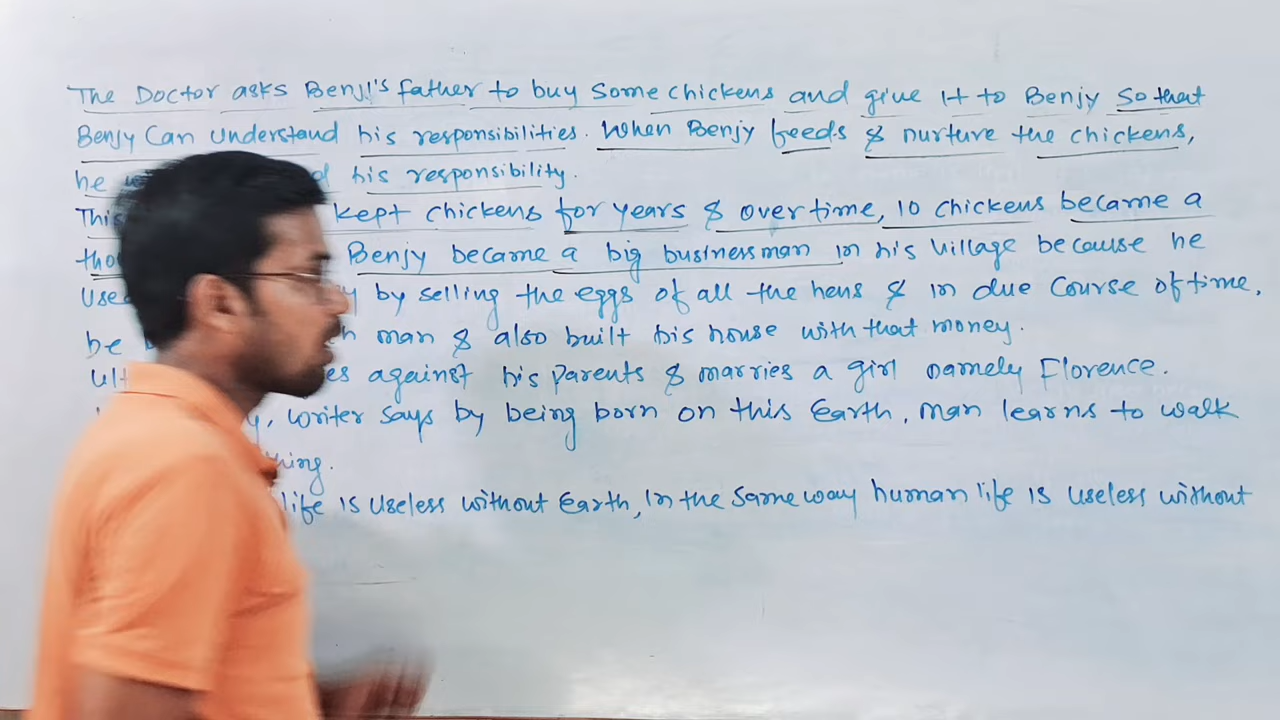 The Doctor asks Benji's father to buy some chickens and give it to Benjy so that
Benjy can understand his responsibilities. When Benjy feeds & nurture the chickens,
he his responsibility.
This kept chickens for years & over time, 10 chickens became a
Benjy became a big businessman in his village because he
by selling the eggs of all the hens & in due course of time,
he man & also built his house with that money.
against his parents & marries a girl namely Florence.
writer says by being born on this Earth, man learns to walk
life is useless without Earth, in the same way human life is useless without